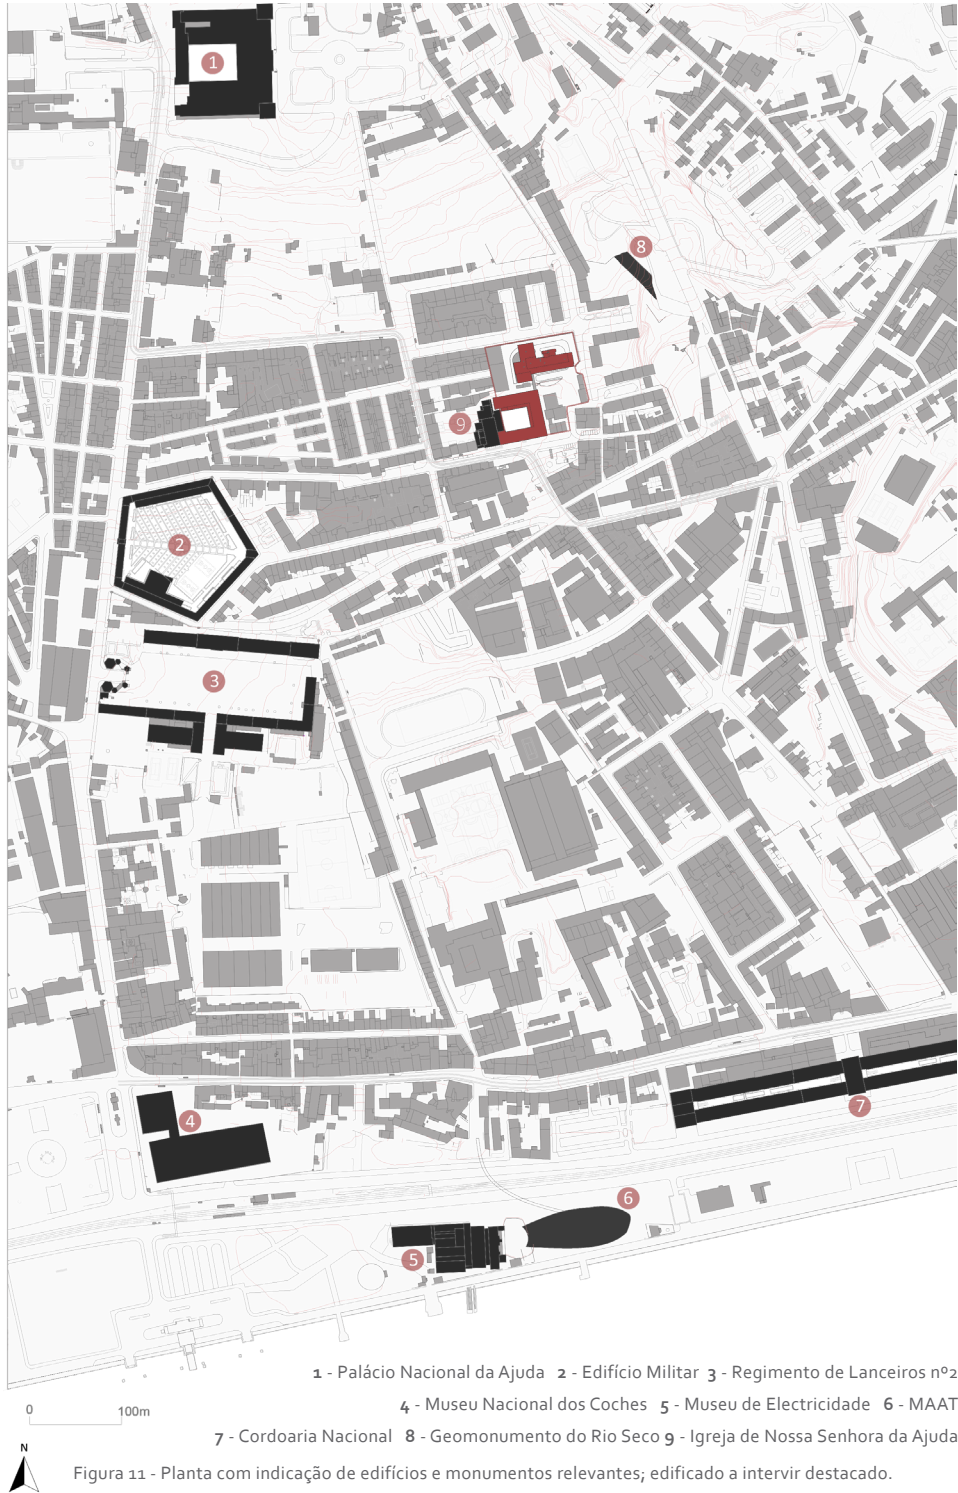 1
8
9
2
3
4
7
6
5
1 - Palácio Nacional da Ajuda 2 - Edifício Militar 3 - Regimento de Lanceiros nº2
0 100m
4 - Museu Nacional dos Coches 5 - Museu de Electricidade 6 - MAAT
7 - Cordoaria Nacional 8 - Geomonumento do Rio Seco 9 - Igreja de Nossa Senhora da Ajuda
N
Figura 11 - Planta com indicação de edifícios e monumentos relevantes; edificado a intervir destacado.